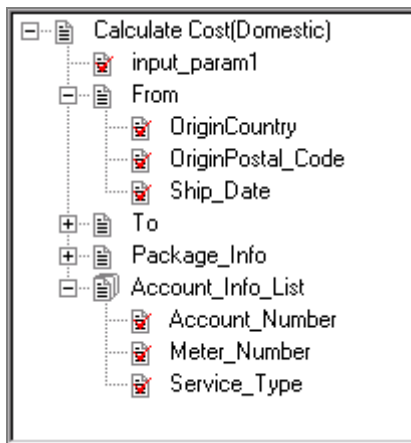 Calculate Cost(Domestic)
input_param1
From
OriginCountry
OriginPostal_Code
Ship_Date
To
Package_Info
Account_Info_List
Account_Number
Meter_Number
Service_Type